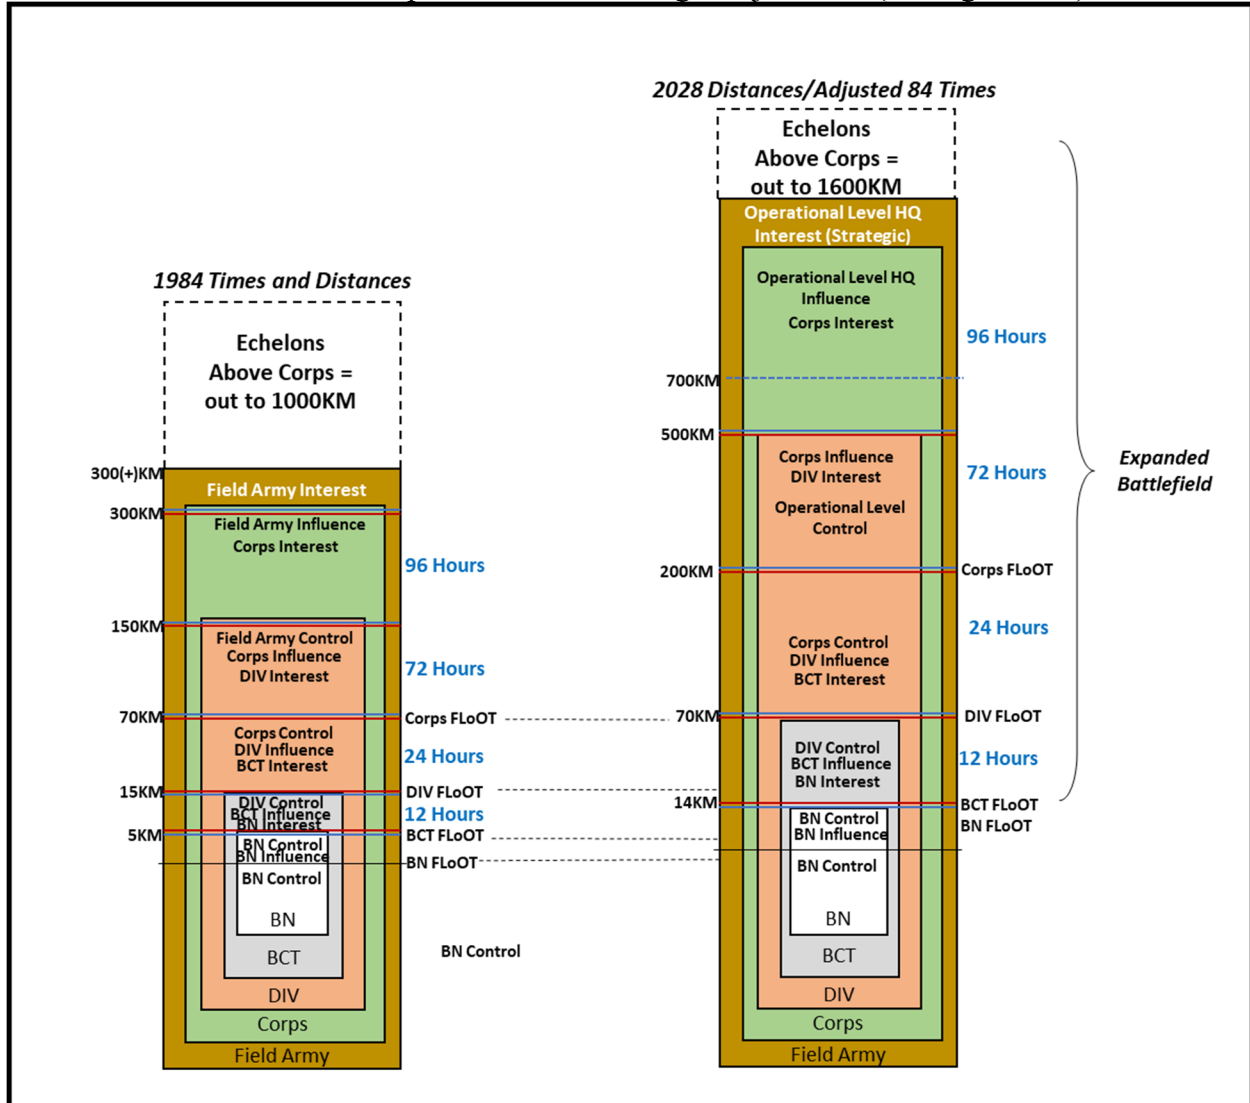 2028 Distances/Adjusted 84 Times
Echelons
Above Corps =
out to 1600KM
Operational Level HQ
Interest (Strategic)
Operational Level HQ
Influence
Corps Interest
96 Hours
700KM
500KM
Corps Influence
DIV Interest
72 Hours
Operational Level
Control
200KM
Corps FLoOT
24 Hours
Corps Control
DIV Influence
BCT Interest
70KM
DIV FLoOT
DIV Control
BCT Influence
BN Interest
12 Hours
14KM
BCT FLoOT
BN Control
BN Influence
BN FLoOT
BN Control
BN
BCT
DIV
Corps
Field Army
Expanded
Battlefield
1984 Times and Distances
Echelons
Above Corps =
out to 1000KM
300(+)KM
Field Army Interest
300KM
Field Army Influence
Corps Interest
96 Hours
150KM
Field Army Control
Corps Influence
DIV Interest
72 Hours
70KM
Corps FLoOT
Corps Control
DIV Influence
BCT Interest
24 Hours
15KM
DIV FLoOT
DIV Control
BCT Influence
BN Interest
12 Hours
5KM
BCT FLoOT
BN Control
BN Influence
BN FLoOT
BN Control
BN
BCT
DIV
Corps
Field Army
BN Control